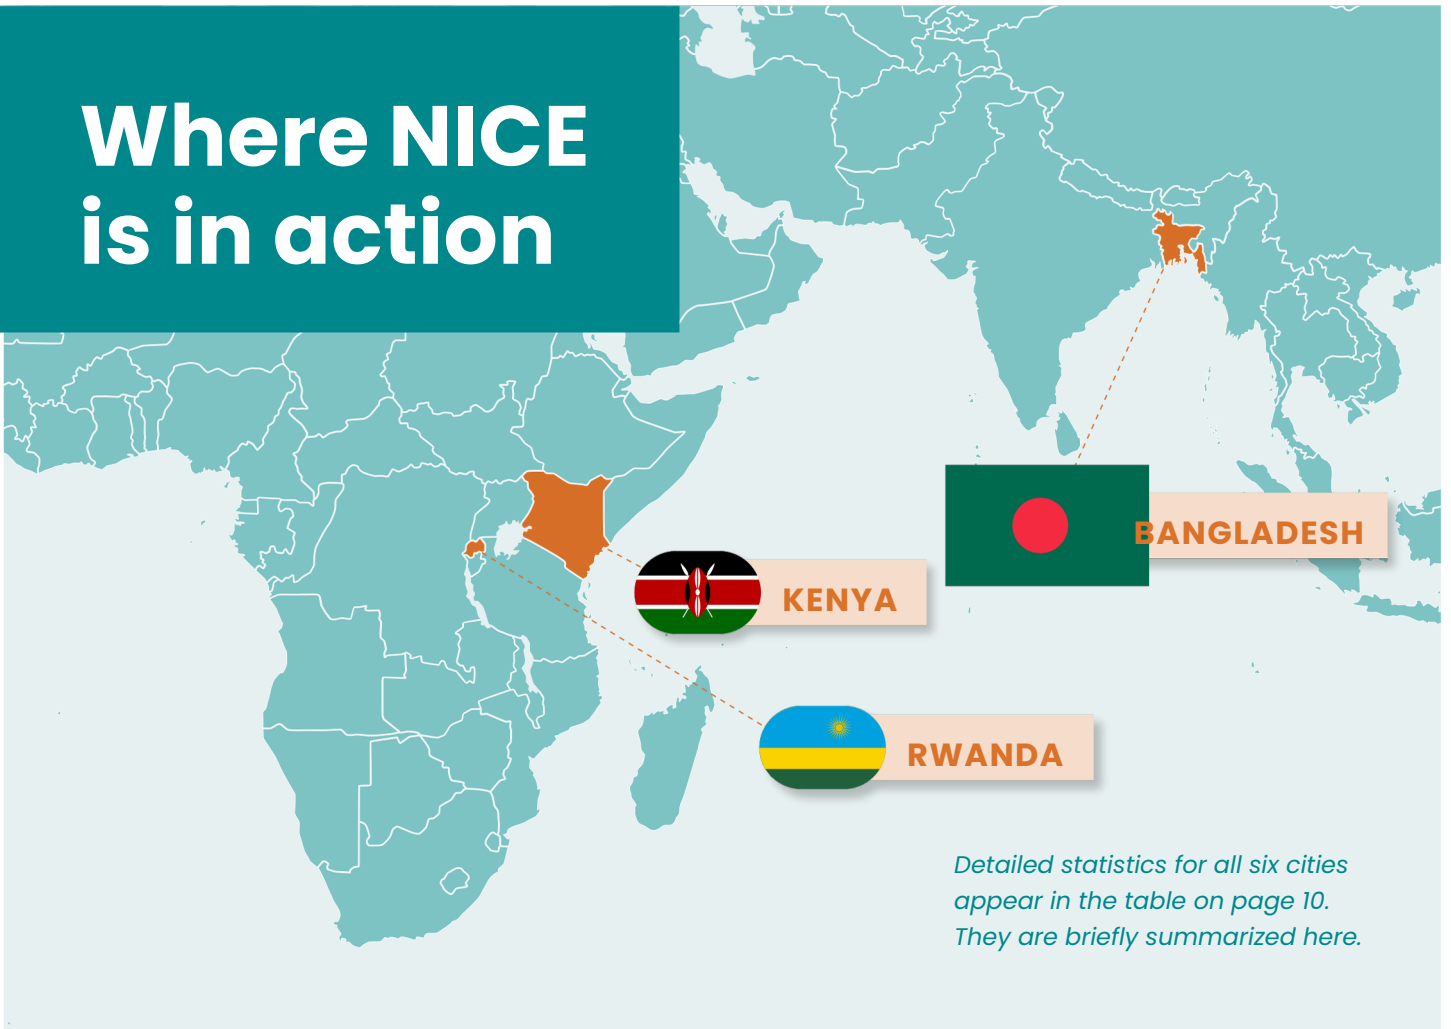 Where NICE
is in action
BANGLADESH
KENYA
RWANDA
Detailed statistics for all six cities
appear in the table on page 10.
They are briefly summarized here.